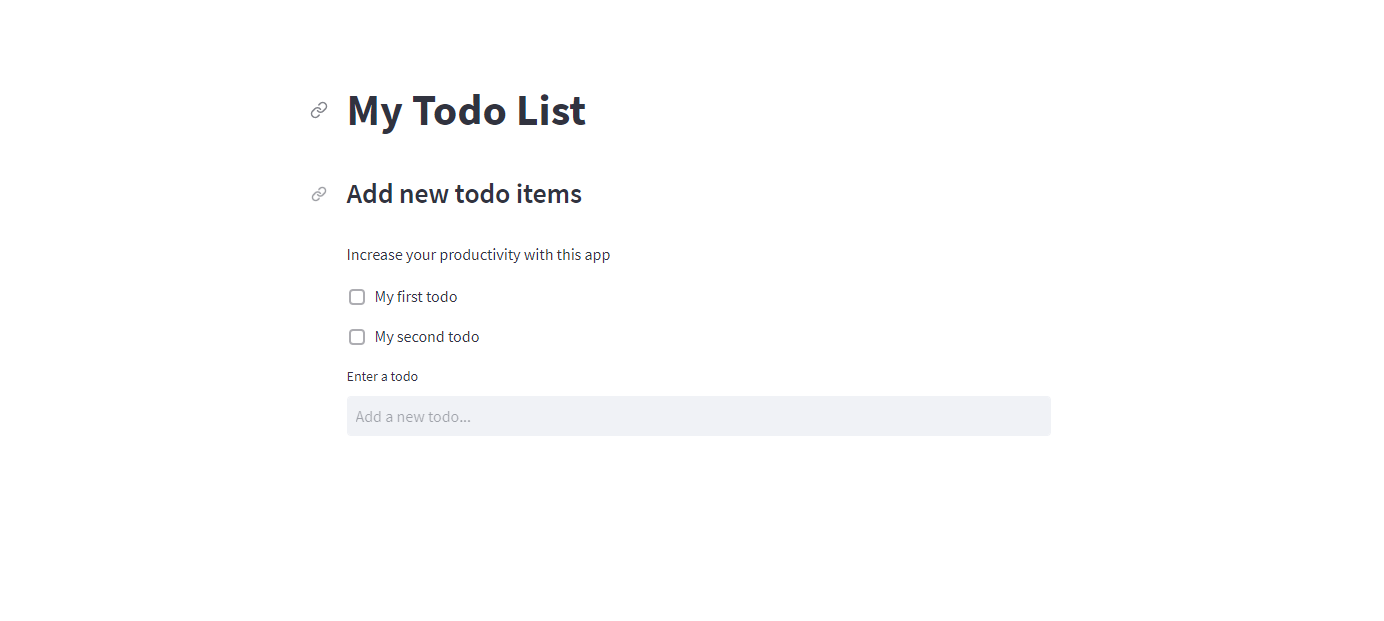 My Todo List
Add new todo items
Increase your productivity with this app
My first todo
My second todo
Enter a todo
Add a new todo...